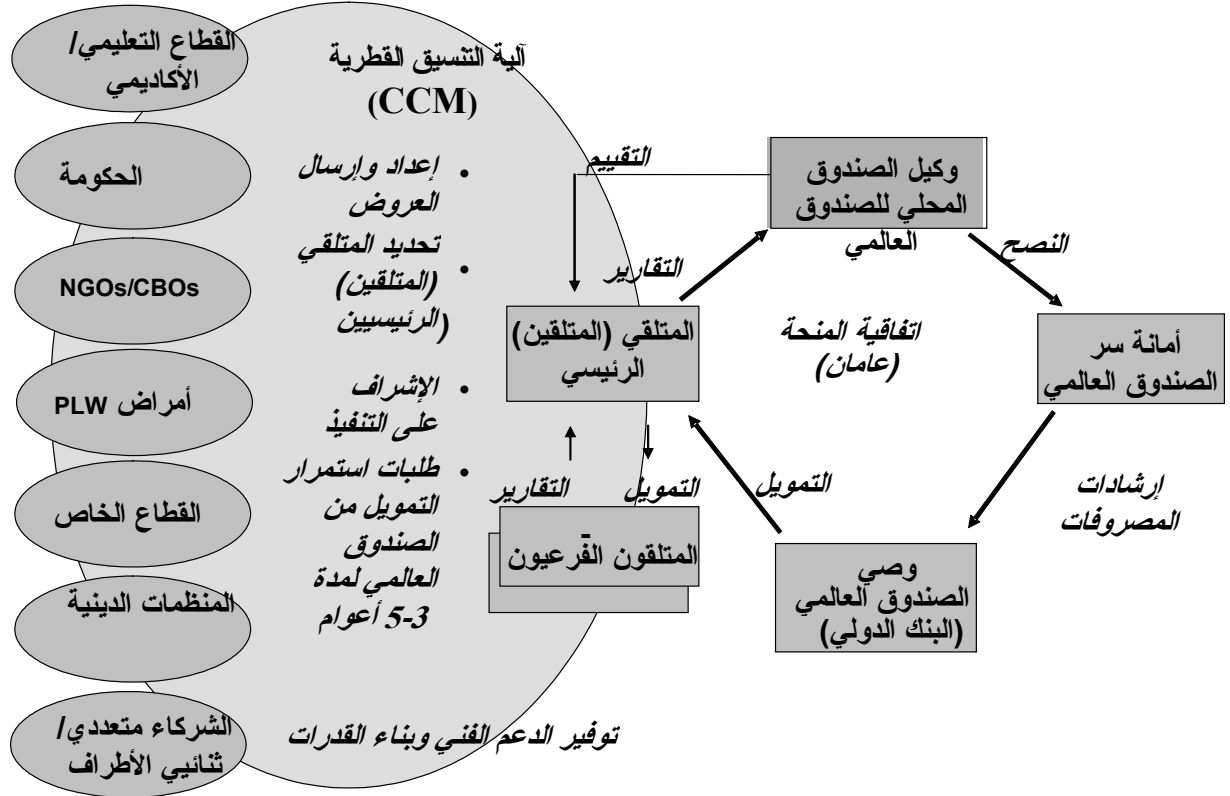 القطاع التعليمي/
الأكاديمي
الحكومة
NGOs/CBOs
أمراض PLW
القطاع الخاص
المنظمات الدينية
الشركاء متعددي/
ثنائيي الأطراف
آلية التنسيق القطرية
(CCM)
• إعداد وإرسال
العروض
• تحديد المتلقي
(المتلقين)
الرئيسيين)
• الإشراف
على التنفيذ
• طلبات استمرار
التمويل من
الصندوق
العالمي لمدة
3-5 أعوام
توفير الدعم الفني وبناء القدرات
التقييم
وكيل الصندوق
المحلي للصندوق
العالمي
التقارير
النصح
المتلقي (المتلقين)
الرئيسي
اتفاقية المنحة
(عامان)
أمانة سر
الصندوق العالمي
التقارير
التمويل
التمويل
إرشادات
المصروفات
المتلقون الفرعيون
وصي
الصندوق العالمي
(البنك الدولي)